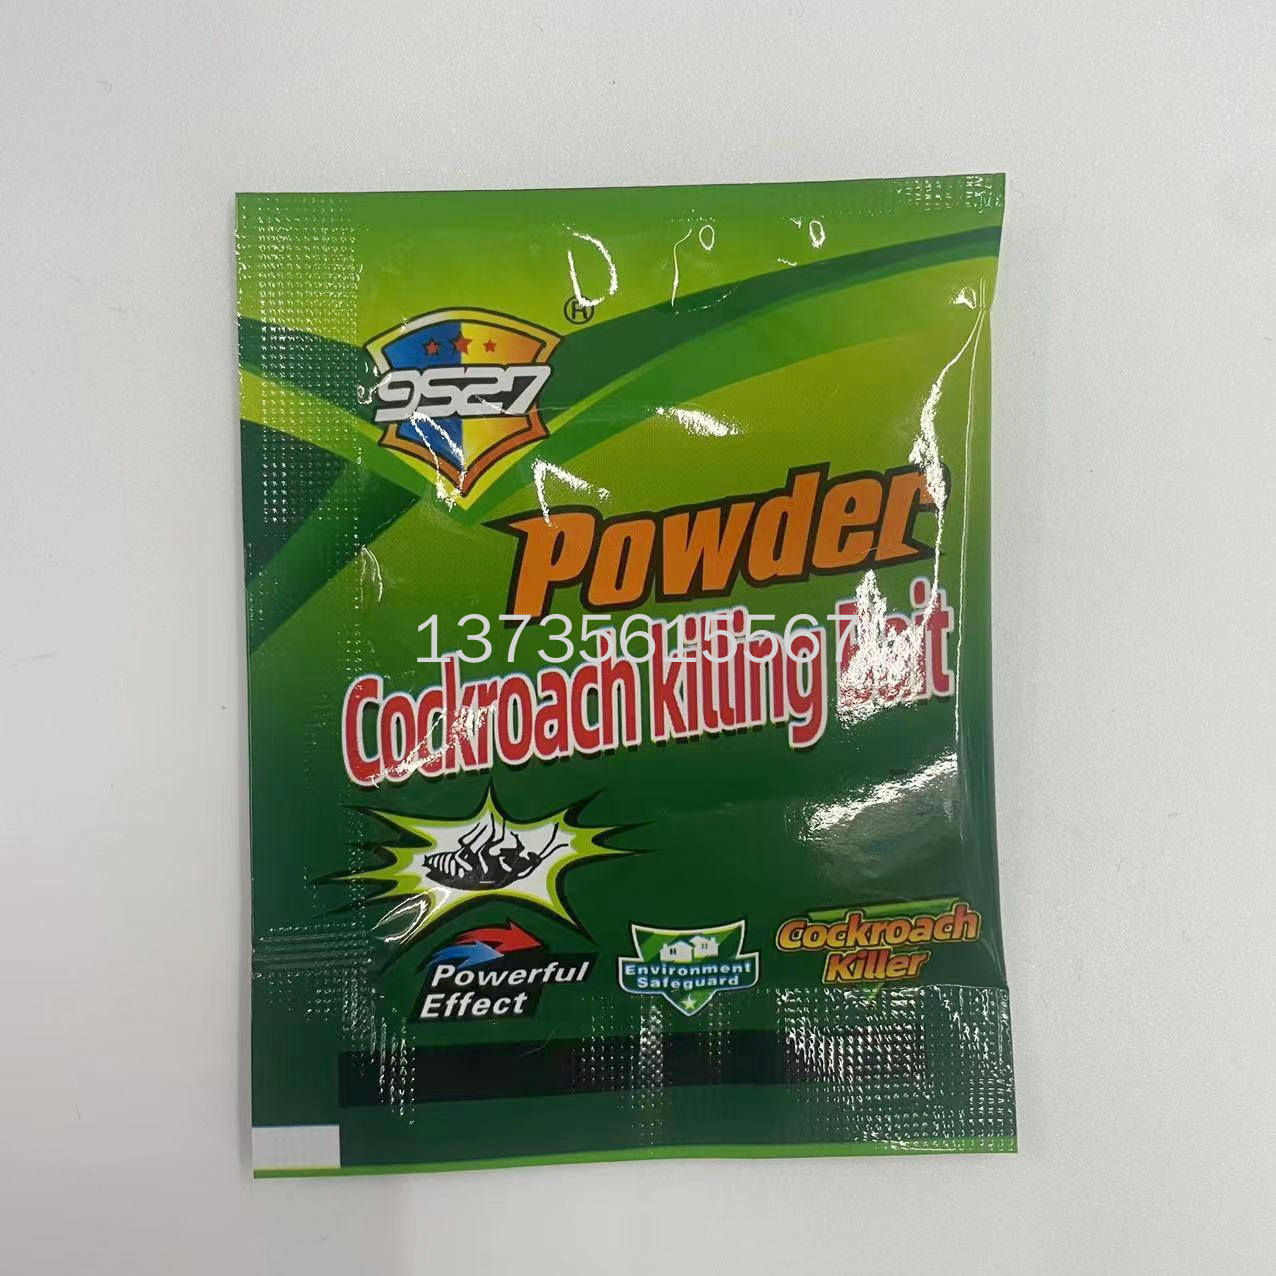 ®
9527
Powder
13735615567
Cockroach killing Bait
Powerful
Effect
Environment
Safeguard
Cockroach
Killer